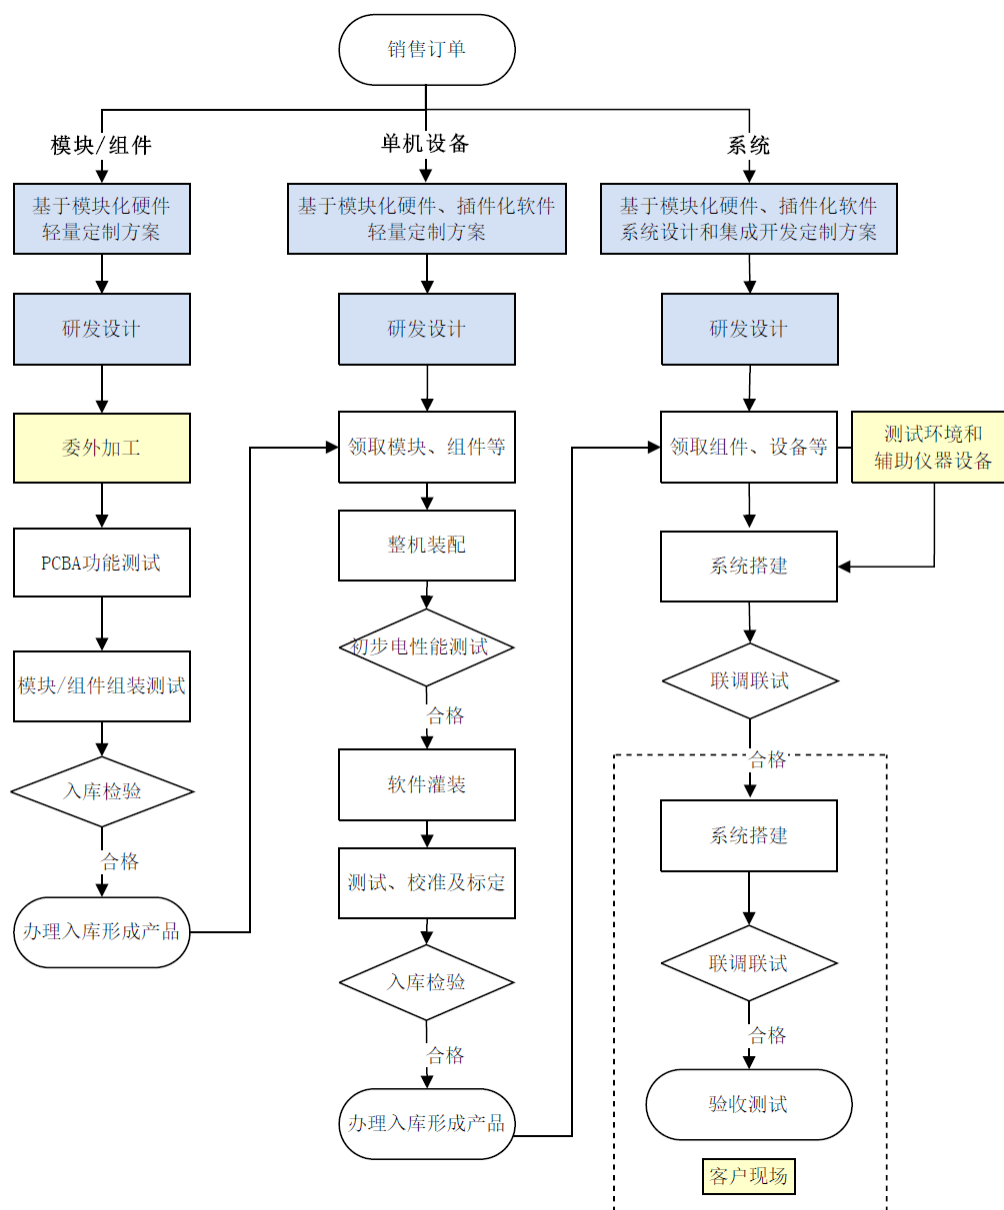 销售订单
模块/组件
基于模块化硬件
轻量定制方案
研发设计
委外加工
PCBA功能测试
模块/组件组装测试
入库检验
合格
办理入库形成产品
单机设备
基于模块化硬件、插件化软件
轻量定制方案
研发设计
领取模块、组件等
整机装配
初步电性能测试
合格
软件灌装
测试、校准及标定
入库检验
合格
办理入库形成产品
系统
基于模块化硬件、插件化软件
系统设计和集成开发定制方案
研发设计
领取组件、设备等
测试环境和
辅助仪器设备
系统搭建
联调联试
合格
系统搭建
联调联试
合格
验收测试
客户现场